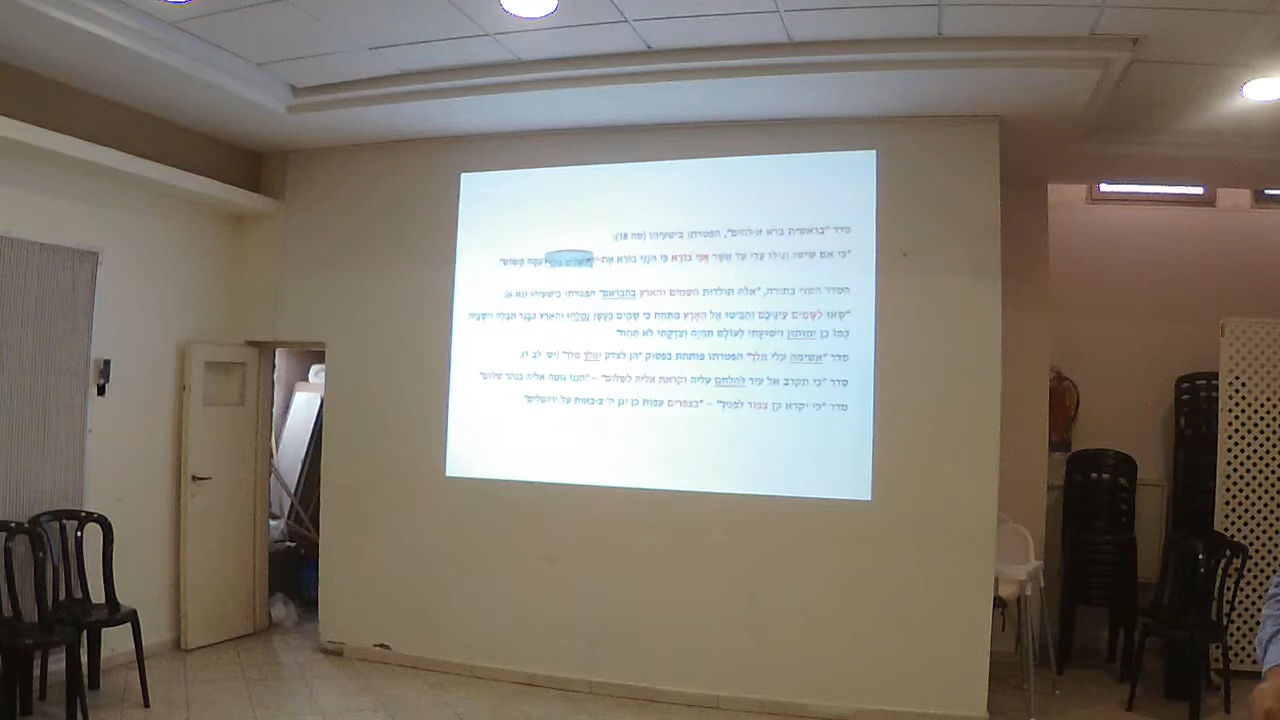 סדר "בראשית ברא א-להים", הפטרתו בישעיהו (סה 18):
"כי אם שישו וגילו עדי עד אשר אני בורא כי הנני בורא את משוש"
הסדר השני בתורה, "אלה תולדות השמים והארץ בהבראם" הפטרתו בישעיהו (נא 6):
"שאו לשמים עיניכם והביטו אל הארץ מתחת כי שמים כעשן נמלחו והארץ כבגד תבלה וישביה
כמו כן ימותון וישועתי לעולם תהיה וצדקתי לא תחת"
סדר "אשימה עלי מלך" הפטרתו פותחת בפסוק "הן לצדק ימלך מלך" (יש' לב 1).
סדר "כי תקרב אל עיר להלחם עליה וקראת אליה לשלום" – "הנני נוטה אליה כנהר שלום"
סדר "כי יקרא קן צפור לפניך" – "כצפרים עפות כן יגן ה' צ-באות על ירושלים"